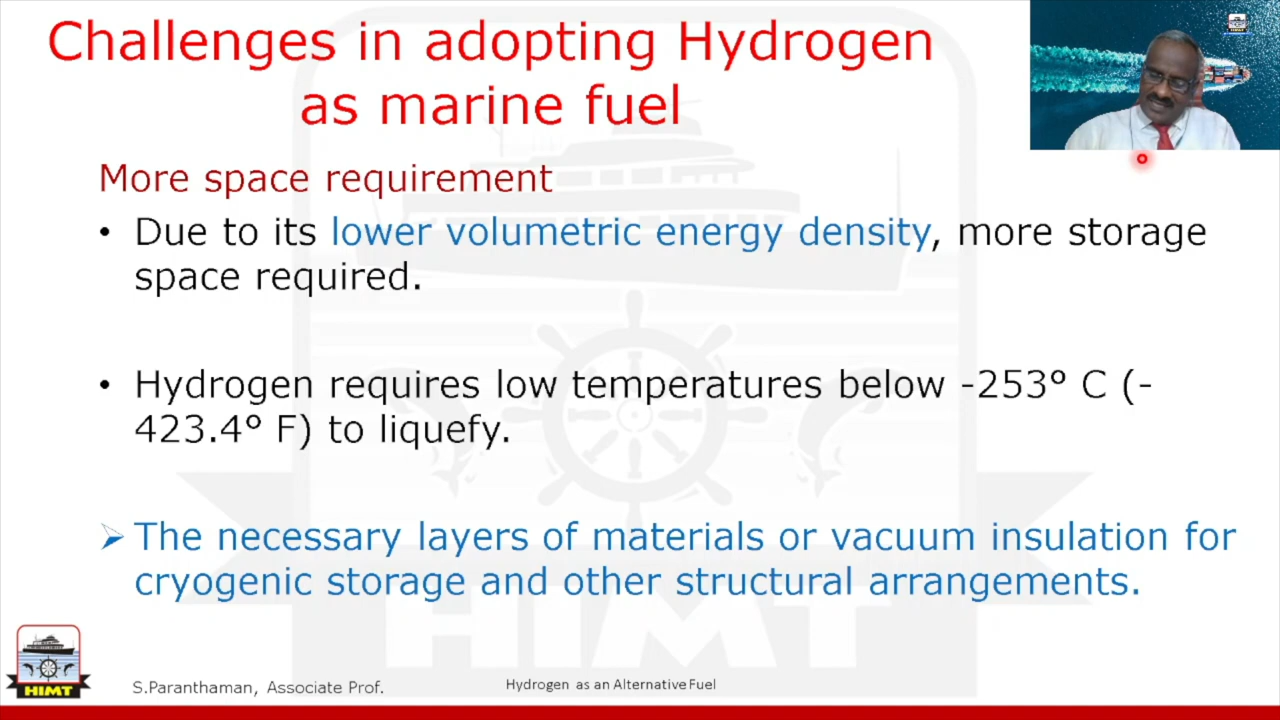 Challenges in adopting Hydrogen
as marine fuel
More space requirement
• Due to its lower volumetric energy density, more storage
space required.
• Hydrogen requires low temperatures below -253° C (-
423.4° F) to liquefy.
➢ The necessary layers of materials or vacuum insulation for
cryogenic storage and other structural arrangements.
HIMT
HIMT
S.Paranthaman, Associate Prof.
Hydrogen as an Alternative Fuel
HIMT